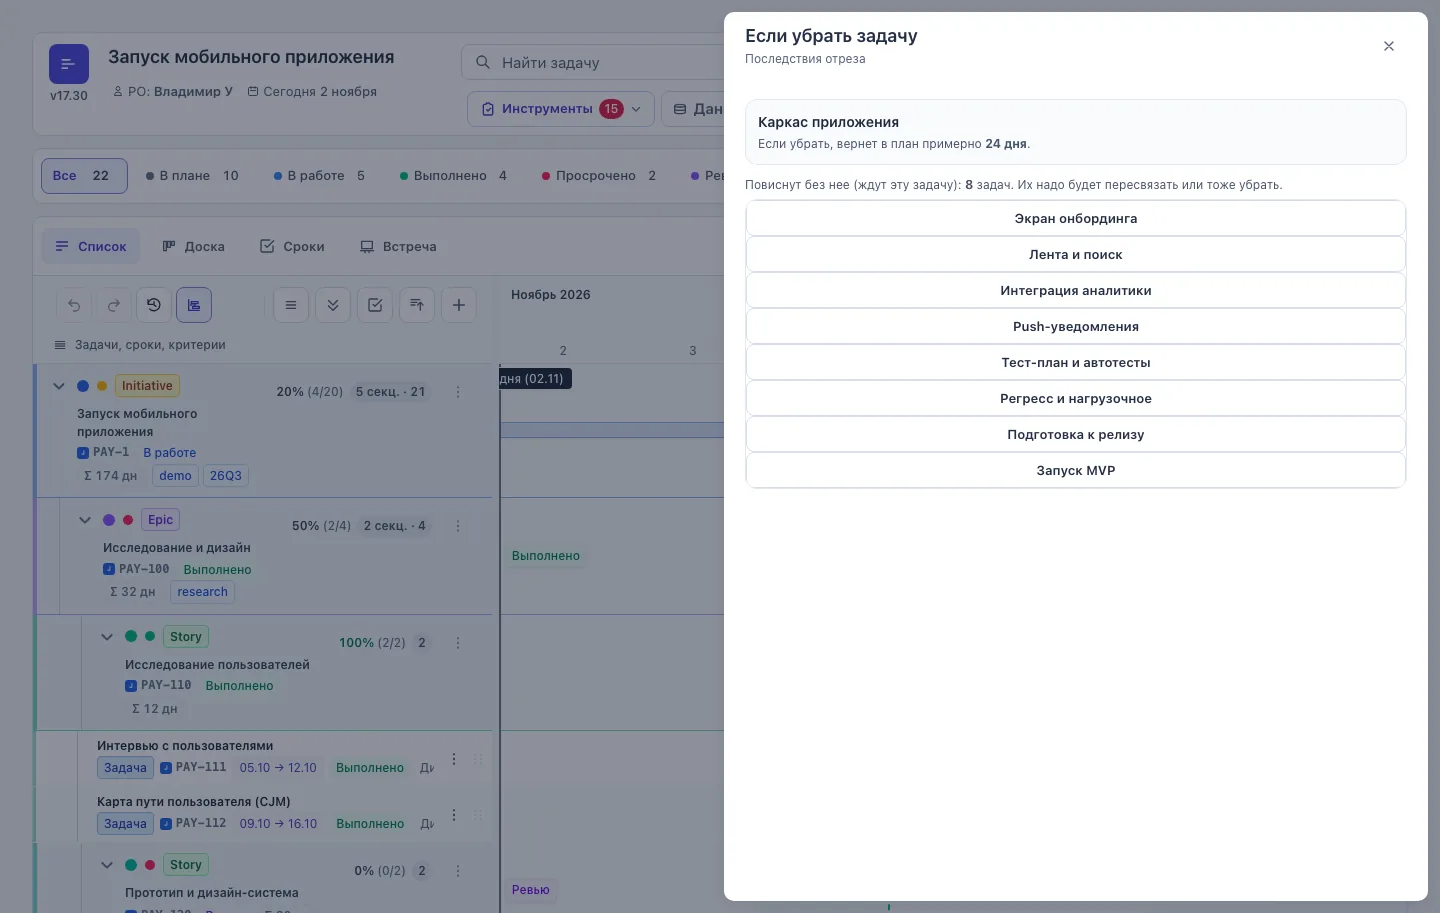 Запуск мобильного приложения
v17.30
PO: Владимир У
Сегодня 2 ноября
Найти задачу
Инструменты 15
Все 22
В плане 10
В работе 5
Выполнено 4
Просрочено 2
Список
Доска
Сроки
Встреча
Ноябрь 2026
Задачи, сроки, критерии
2
3
дня (02.11)
Initiative
20% (4/20)
5 секц. · 21
Запуск мобильного
приложения
PAY-1 В работе
Σ 174 дн
demo
26Q3
Epic
50% (2/4)
2 секц. · 4
Исследование и дизайн
PAY-100 Выполнено
Σ 32 дн
research
Выполнено
Story
100% (2/2)
2
Исследование пользователей
PAY-110 Выполнено
Σ 12 дн
Интервью с пользователями
Задача PAY-111 05.10 → 12.10 Выполнено
Карта пути пользователя (CJM)
Задача PAY-112 09.10 → 16.10 Выполнено
Story
0% (0/2)
2
Прототип и дизайн-система
Ревью
Если убрать задачу
Последствия отреза
Каркас приложения
Если убрать, вернет в план примерно 24 дня.
Повиснут без нее (ждут эту задачу): 8 задач. Их надо будет пересвязать или тоже убрать.
Экран онбординга
Лента и поиск
Интеграция аналитики
Push-уведомления
Тест-план и автотесты
Регресс и нагрузочное
Подготовка к релизу
Запуск MVP